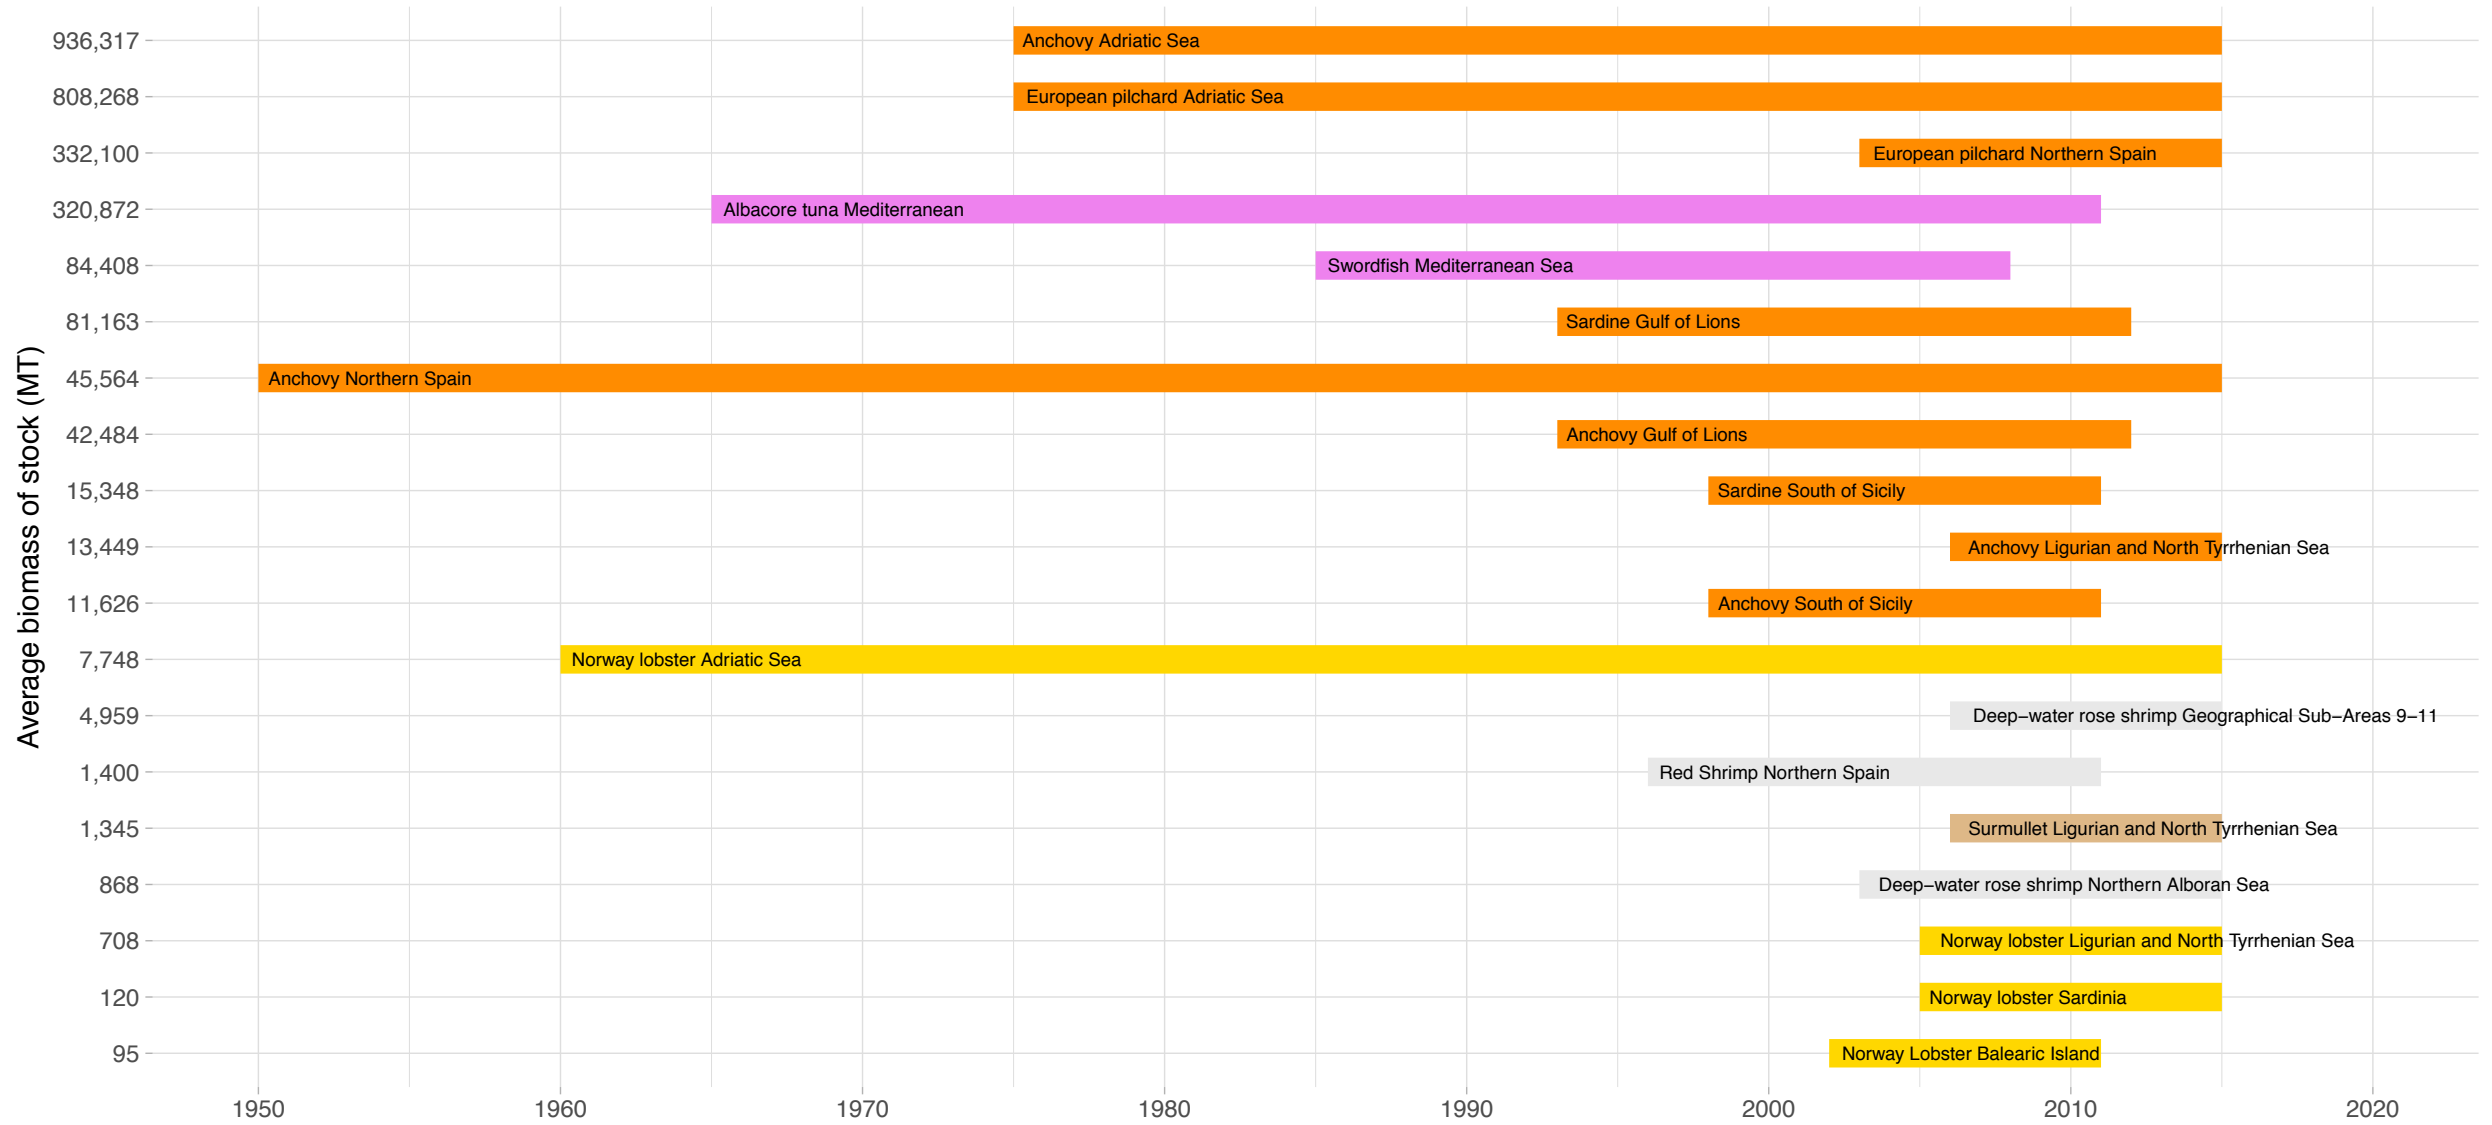 936,317 Anchovy Adriatic Sea
808,268 European pilchard Adriatic Sea
332,100 European pilchard Northern Spain
320,872 Albacore tuna Mediterranean
84,408 Swordfish Mediterranean Sea
81,163 Sardine Gulf of Lions
45,564 Anchovy Northern Spain
42,484 Anchovy Gulf of Lions
15,348 Sardine South of Sicily
13,449 Anchovy Ligurian and North Tyrrhenian Sea
11,626 Anchovy South of Sicily
7,748 Norway lobster Adriatic Sea
4,959 Deep−water rose shrimp Geographical Sub−Areas 9−11
1,400 Red Shrimp Northern Spain
1,345 Surmullet Ligurian and North Tyrrhenian Sea
868 Deep−water rose shrimp Northern Alboran Sea
708 Norway lobster Ligurian and North Tyrrhenian Sea
120 Norway lobster Sardinia
95 Norway Lobster Balearic Island
Average biomass of stock (MT)
1950 1960 1970 1980 1990 2000 2010 2020